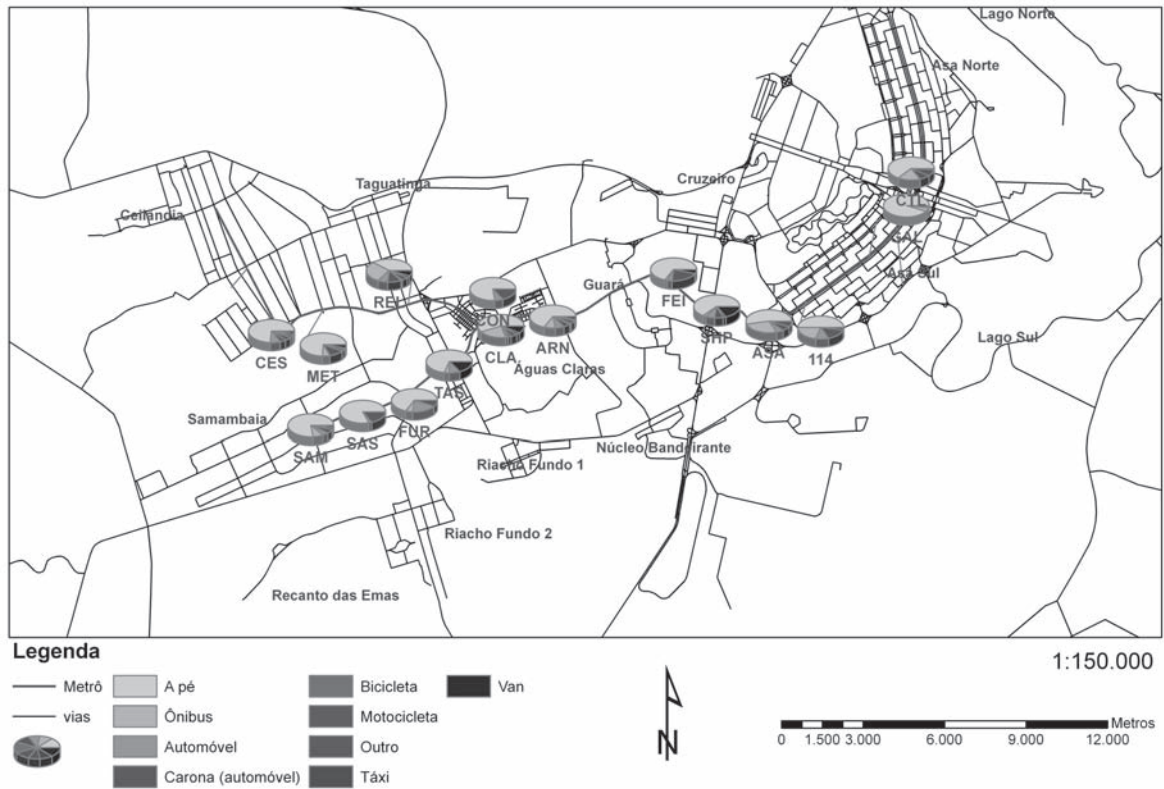 Lago Norte
Asa Norte
Cruzeiro
Taguatinga
CTL
Ceilândia
SAL
Asa Sul
REI
Guará
FEI
CON
SHP
Lago Sul
CES
MET
CLA
ARN
ASA
114
Águas Claras
TAS
Samambaia
FUR
SAS
SAM
Núcleo Bandeirante
Riacho Fundo 1
Riacho Fundo 2
Recanto das Emas
Legenda
1:150.000
Metrô
A pé
Bicicleta
Van
vias
Ônibus
Motocicleta
Automóvel
Outro
Carona (automóvel)
Táxi
N
Metros
0 1.500 3.000 6.000 9.000 12.000